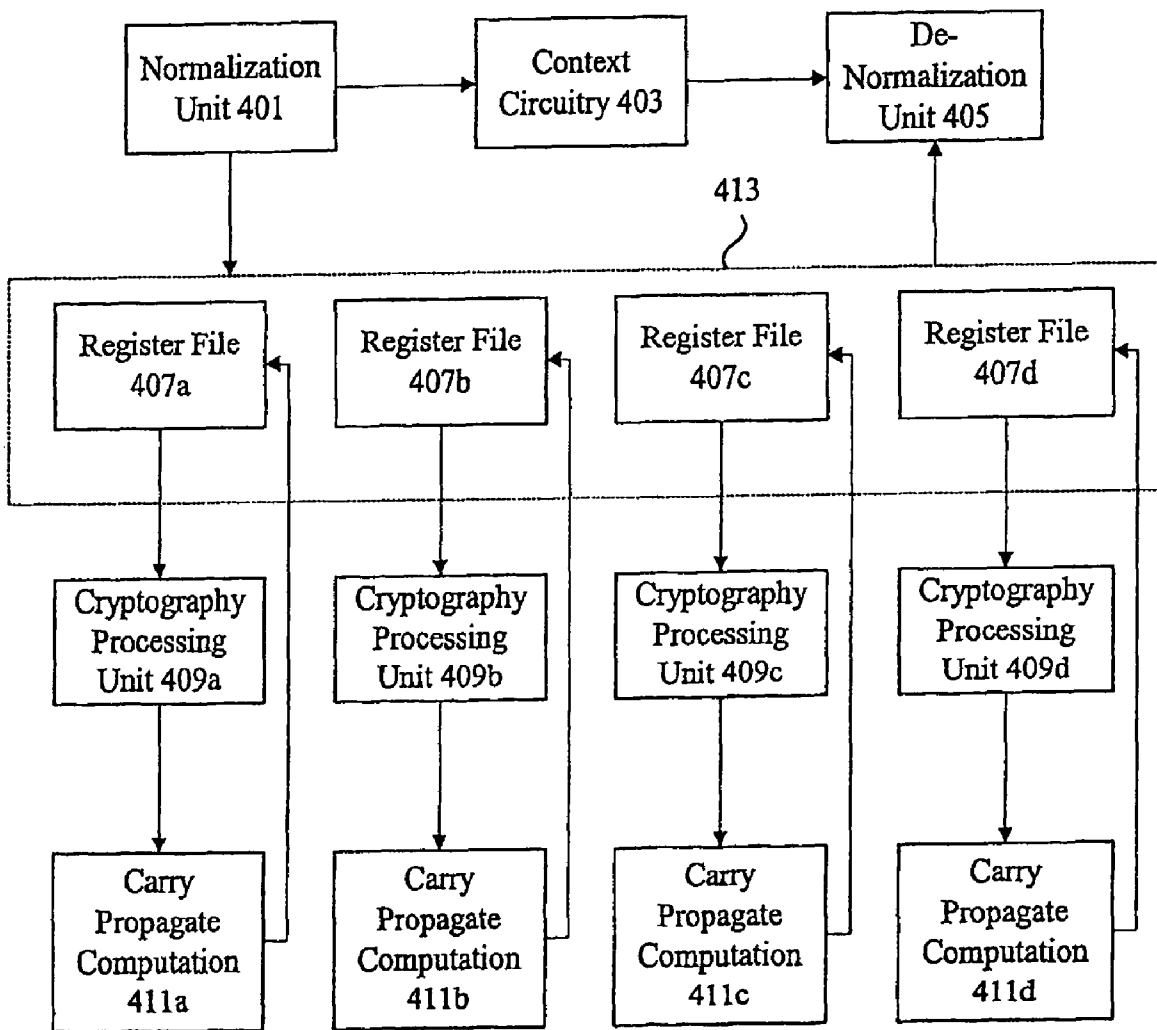 Normalization
Unit 401
Context
Circuitry 403
De-
Normalization
Unit 405
413
Register File
407a
Register File
407b
Register File
407c
Register File
407d
Cryptography
Processing
Unit 409a
Cryptography
Processing
Unit 409b
Cryptography
Processing
Unit 409c
Cryptography
Processing
Unit 409d
Carry
Propagate
Computation
411a
Carry
Propagate
Computation
411b
Carry
Propagate
Computation
411c
Carry
Propagate
Computation
411d